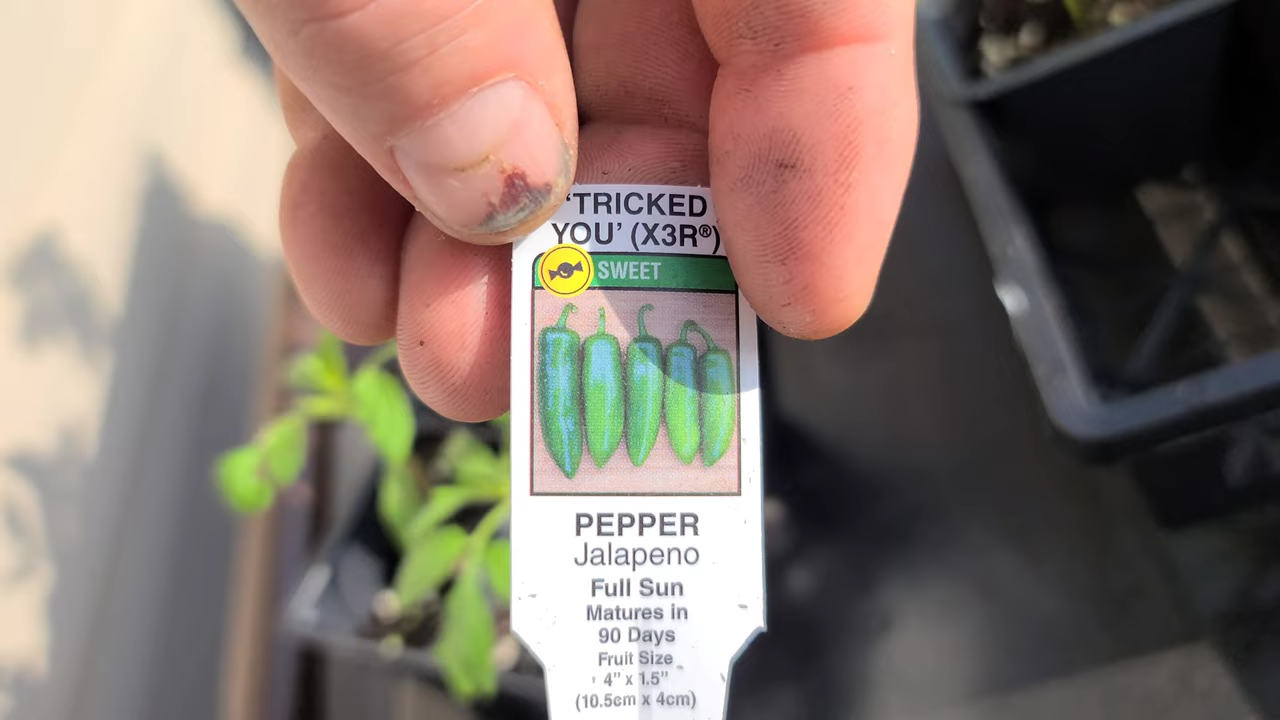 'TRICKED
YOU' (X3R®)
SWEET
PEPPER
Jalapeno
Full Sun
Matures in
90 Days
Fruit Size
4" x 1.5"
(10.5cm x 4cm)